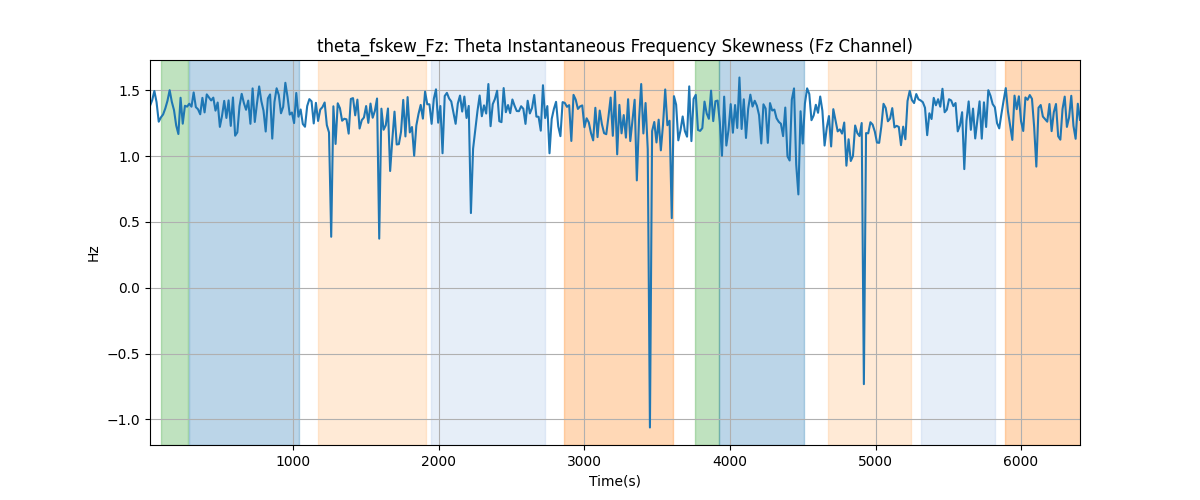 theta_fskew_Fz: Theta Instantaneous Frequency Skewness (Fz Channel)
1.5
1.0
0.5
0.0
−0.5
−1.0
Hz
1000 2000 3000 4000 5000 6000
Time(s)